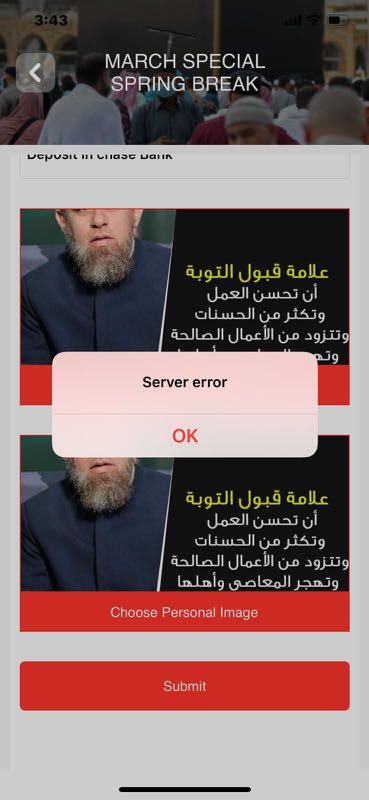 3:43
MARCH SPECIAL
SPRING BREAK
Deposit in chase Bank
علامة قبول التوبة
أن تحسن العمل
وتكثر من الحسنات
وتتزود من الأعمال الصالحة
Server error
OK
علامة قبول التوبة
أن تحسن العمل
وتكثر من الحسنات
وتتزود من الأعمال الصالحة
وتهجر المعاصي وأهلها
Choose Personal Image
Submit